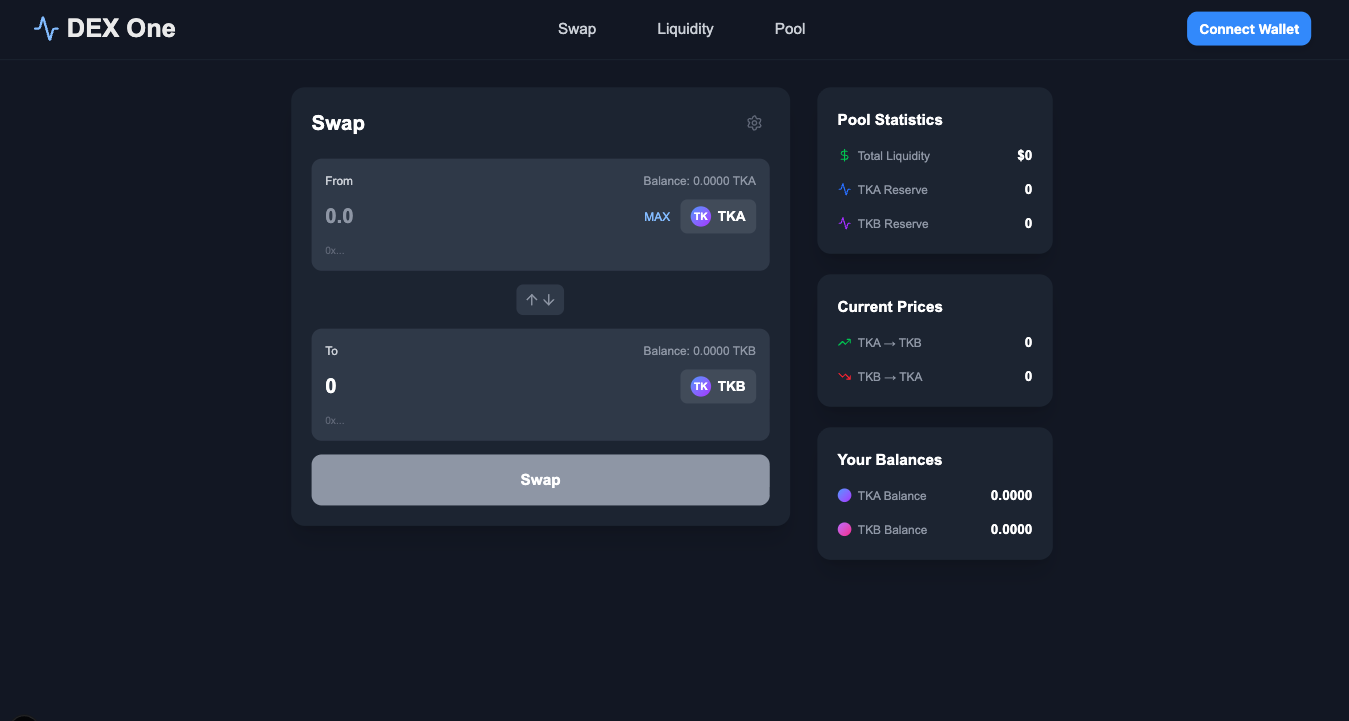 DEX One
Swap Liquidity Pool
Connect Wallet
Swap
From
Balance: 0.0000 TKA
0.0
MAX
TK TKA
0x...
↑↓
To
Balance: 0.0000 TKB
0
TK TKB
0x...
Swap
Pool Statistics
$ Total Liquidity $0
TKA Reserve 0
TKB Reserve 0
Current Prices
TKA → TKB 0
TKB → TKA 0
Your Balances
TKA Balance 0.0000
TKB Balance 0.0000